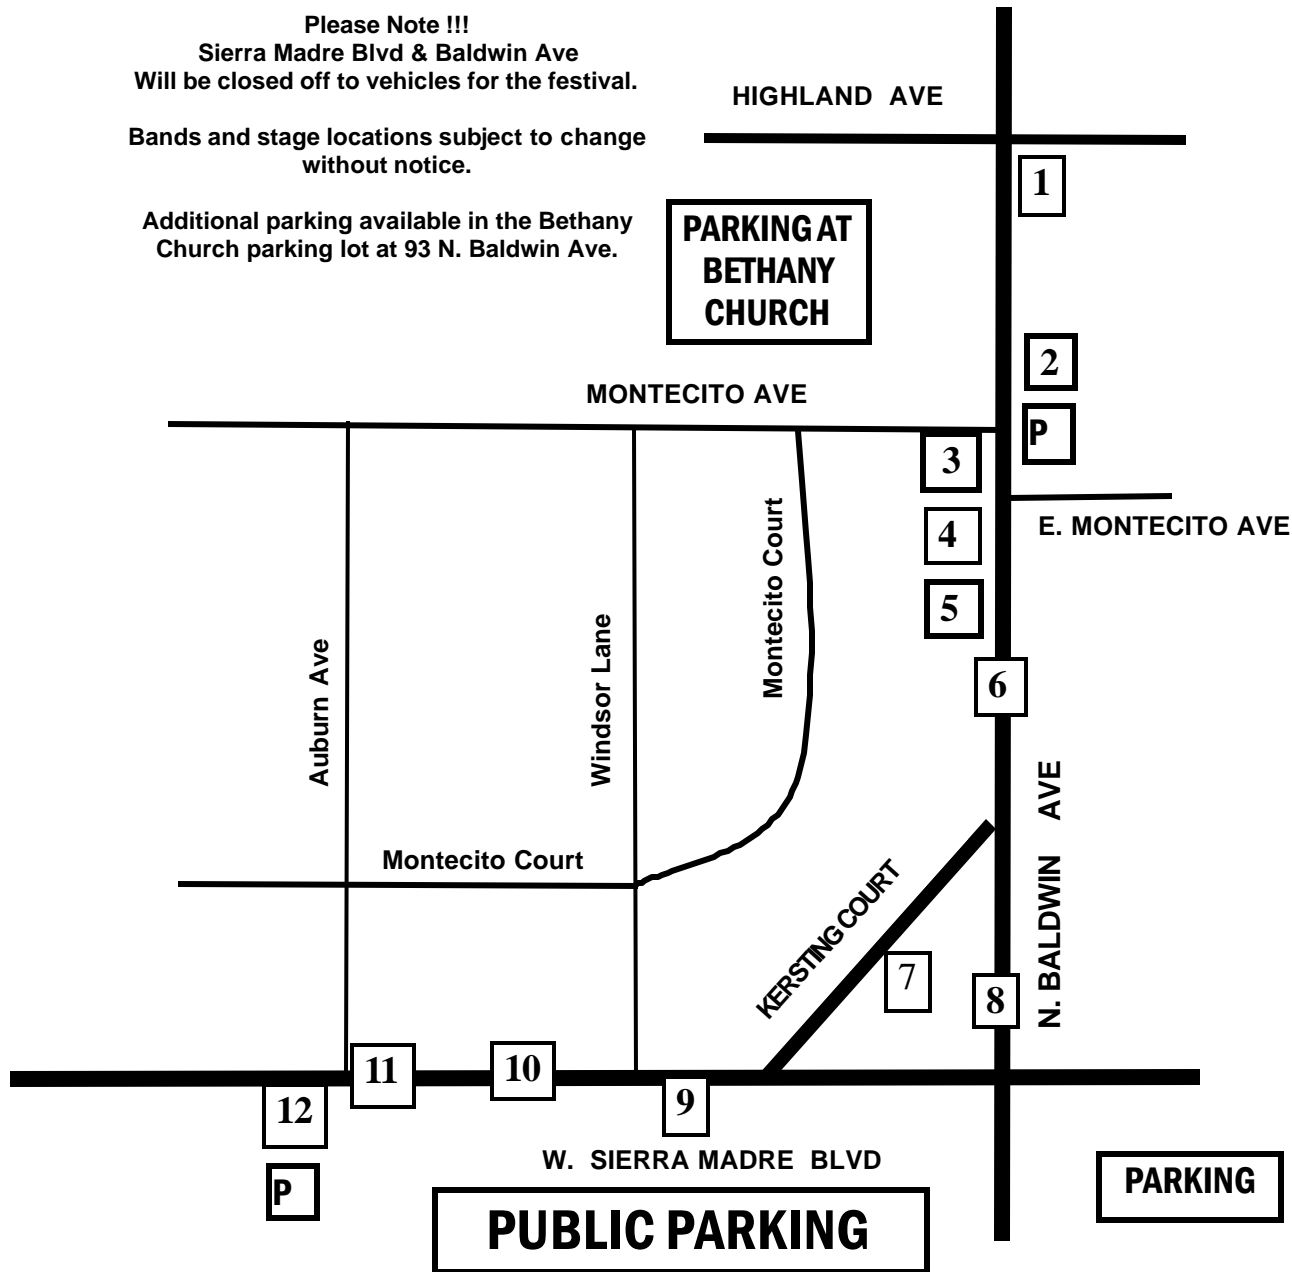 Please Note !!!
Sierra Madre Blvd & Baldwin Ave
Will be closed off to vehicles for the festival.
Bands and stage locations subject to change
without notice.
Additional parking available in the Bethany
Church parking lot at 93 N. Baldwin Ave.
HIGHLAND AVE
1
PARKING AT
BETHANY
CHURCH
2
MONTECITO AVE
P
3
E. MONTECITO AVE
4
5
Montecito Court
Windsor Lane
Auburn Ave
6
N. BALDWIN AVE
Montecito Court
KERSTING COURT
7
8
11
10
9
12
W. SIERRA MADRE BLVD
P
PUBLIC PARKING
PARKING